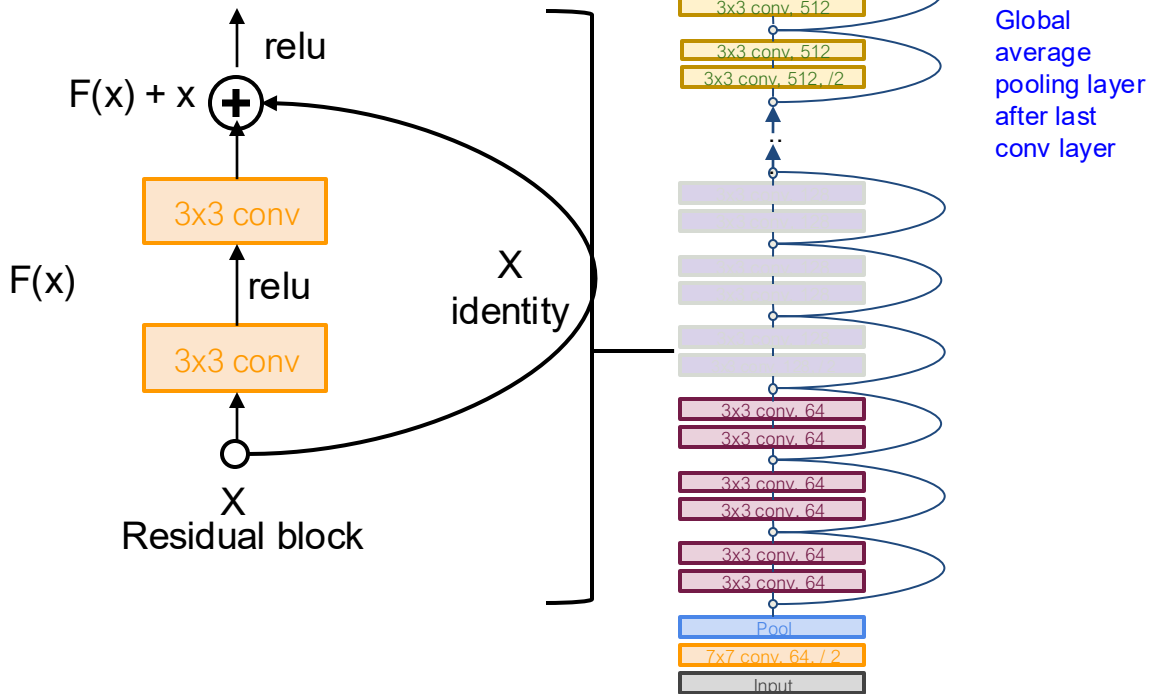 relu
F(x) + x
3x3 conv
F(x)
relu
X
identity
3x3 conv
X
Residual block
3x3 conv, 512
3x3 conv, 512
3x3 conv, 512, /2
..
3x3 conv, 64
3x3 conv, 64
3x3 conv, 64
3x3 conv, 64
3x3 conv, 64
3x3 conv, 64
Pool
7x7 conv, 64, / 2
Input
Global
average
pooling layer
after last
conv layer